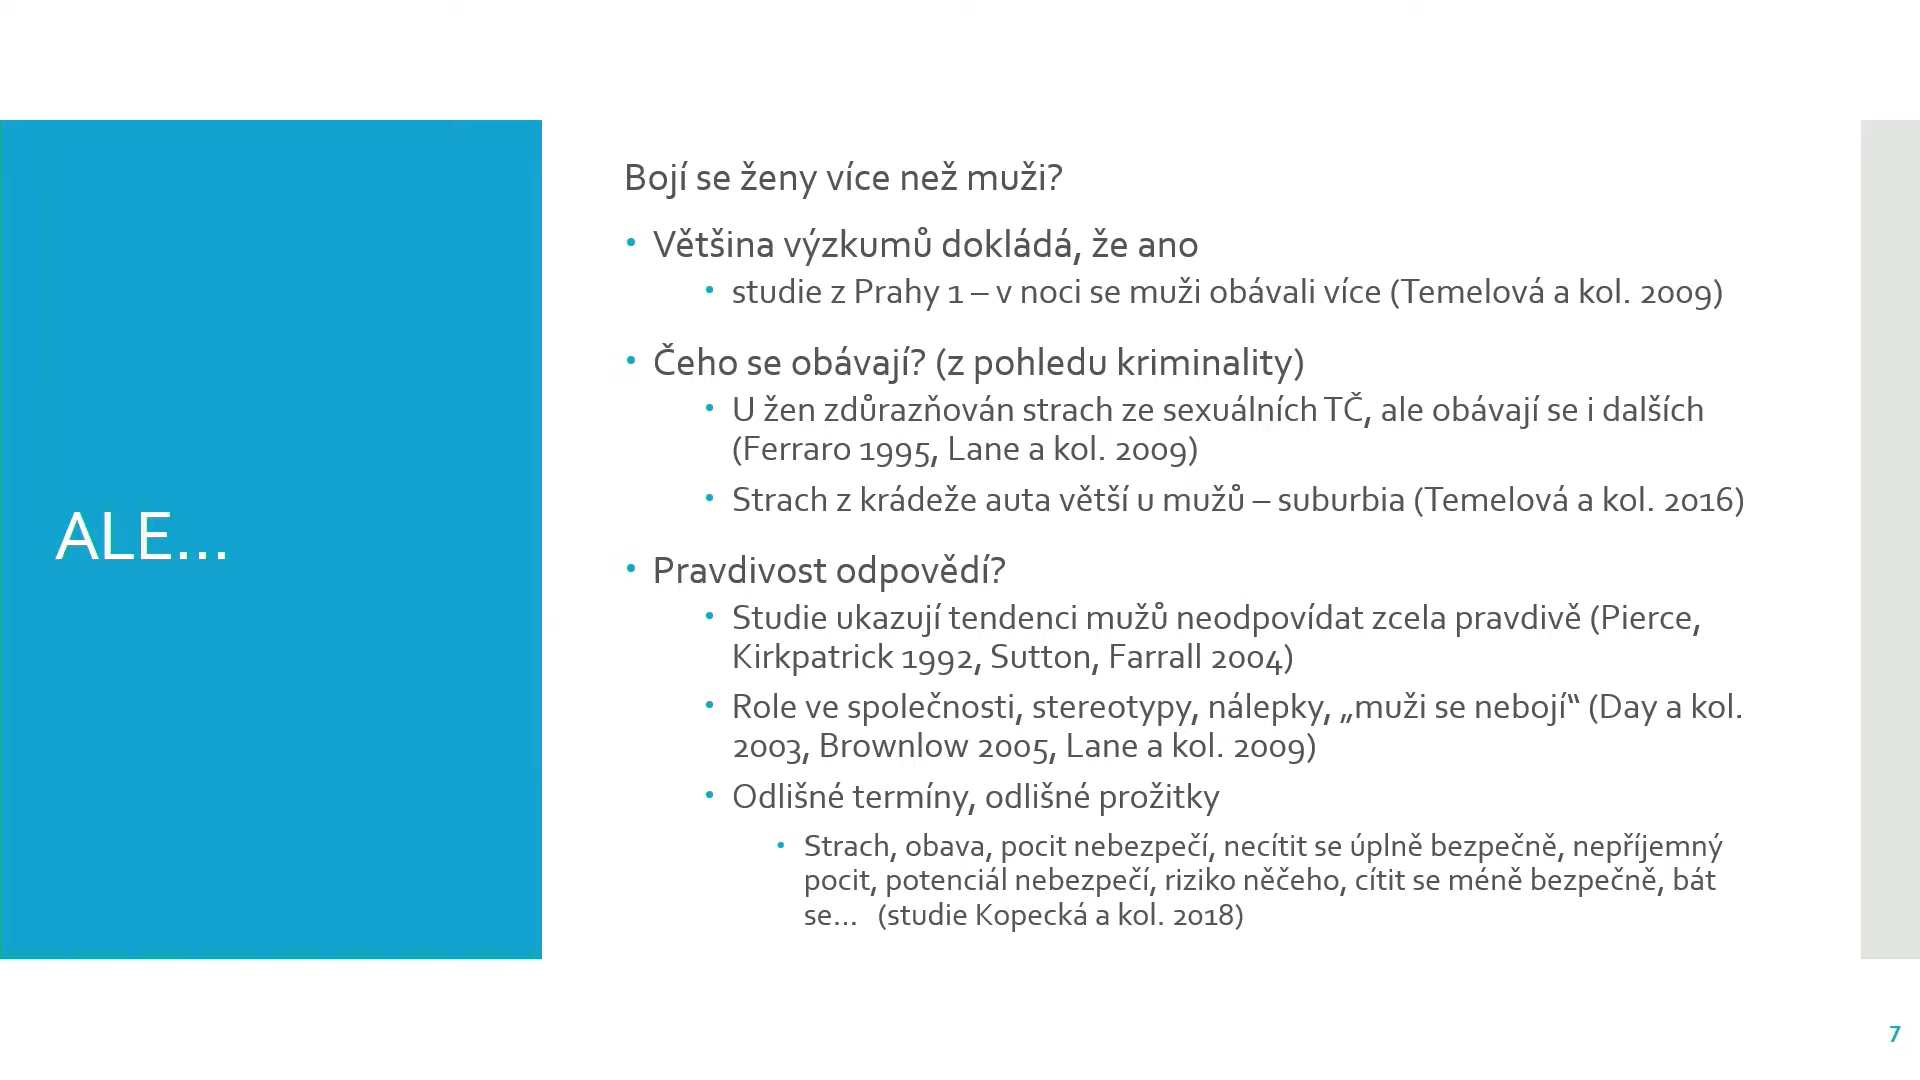 ALE…
Bojí se ženy více než muži?
• Většina výzkumů dokládá, že ano
• studie z Prahy 1 – v noci se muži obávali více (Temelová a kol. 2009)
• Čeho se obávají? (z pohledu kriminality)
• U žen zdůrazňován strach ze sexuálních TČ, ale obávají se i dalších
(Ferraro 1995, Lane a kol. 2009)
• Strach z krádeže auta větší u mužů – suburbia (Temelová a kol. 2016)
• Pravdivost odpovědí?
• Studie ukazují tendenci mužů neodpovídat zcela pravdivě (Pierce,
Kirkpatrick 1992, Sutton, Farrall 2004)
• Role ve společnosti, stereotypy, nálepky, „muži se nebojí“ (Day a kol.
2003, Brownlow 2005, Lane a kol. 2009)
• Odlišné termíny, odlišné prožitky
• Strach, obava, pocit nebezpečí, necítit se úplně bezpečně, nepříjemný
pocit, potenciál nebezpečí, riziko něčeho, cítit se méně bezpečně, bát
se… (studie Kopecká a kol. 2018)
7